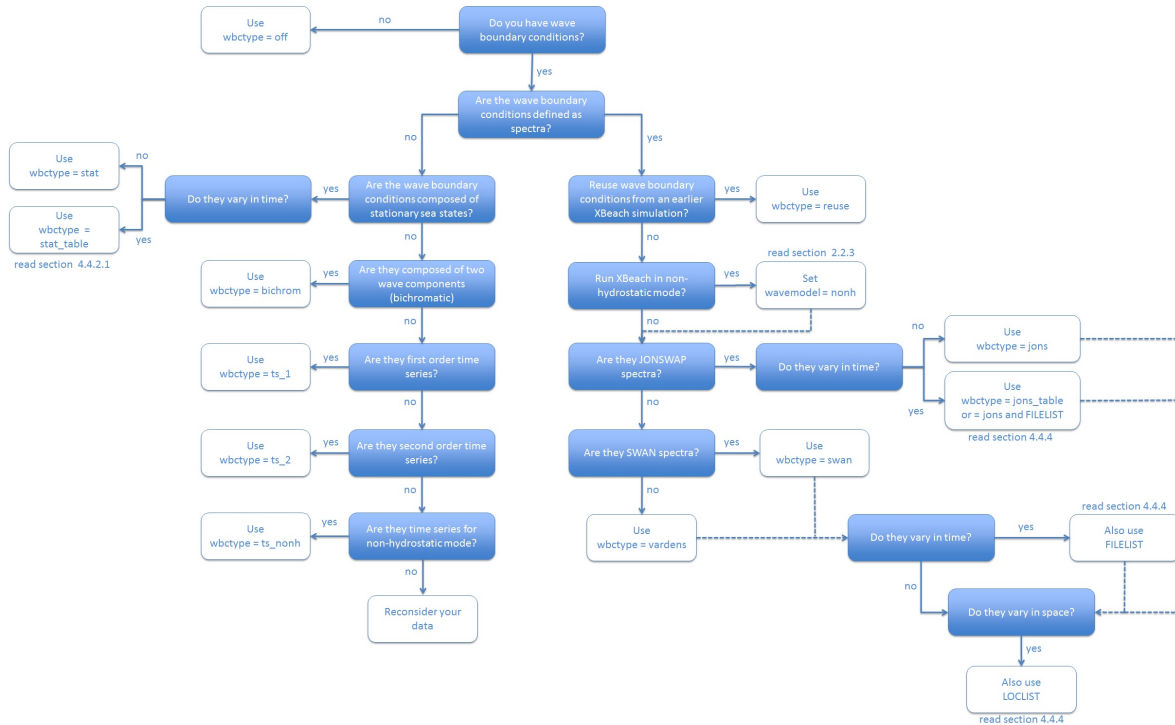 Use
wbctype = off
no
Do you have wave
boundary conditions?
yes
Are the wave boundary
conditions defined as
spectra?
no
yes
Use
wbctype = stat
no
Do they vary in time?
yes
Are the wave boundary
conditions composed of
stationary sea states?
Reuse wave boundary
conditions from an earlier
XBeach simulation?
yes
Use
wbctype = reuse
Use
wbctype =
stat_table
yes
read section 4.4.2.1
no
no
read section 2.2.3
Use
wbctype = bichrom
yes
Are they composed of two
wave components
(bichromatic)
Run XBeach in non-
hydrostatic mode?
yes
Set
wavemodel = nonh
no
no
Use
wbctype = ts_1
yes
Are they first order time
series?
Are they JONSWAP
spectra?
yes
Do they vary in time?
no
Use
wbctype = jons
yes
Use
wbctype = jons_table
or = jons and FILELIST
read section 4.4.4
no
no
Use
wbctype = ts_2
yes
Are they second order time
series?
Are they SWAN spectra?
yes
Use
wbctype = swan
no
no
Use
wbctype = ts_nonh
yes
Are they time series for
non-hydrostatic mode?
Use
wbctype = vardens
Do they vary in time?
yes
read section 4.4.4
Also use
FILELIST
no
no
Reconsider your
data
Do they vary in space?
yes
Also use
LOCLIST
read section 4.4.4